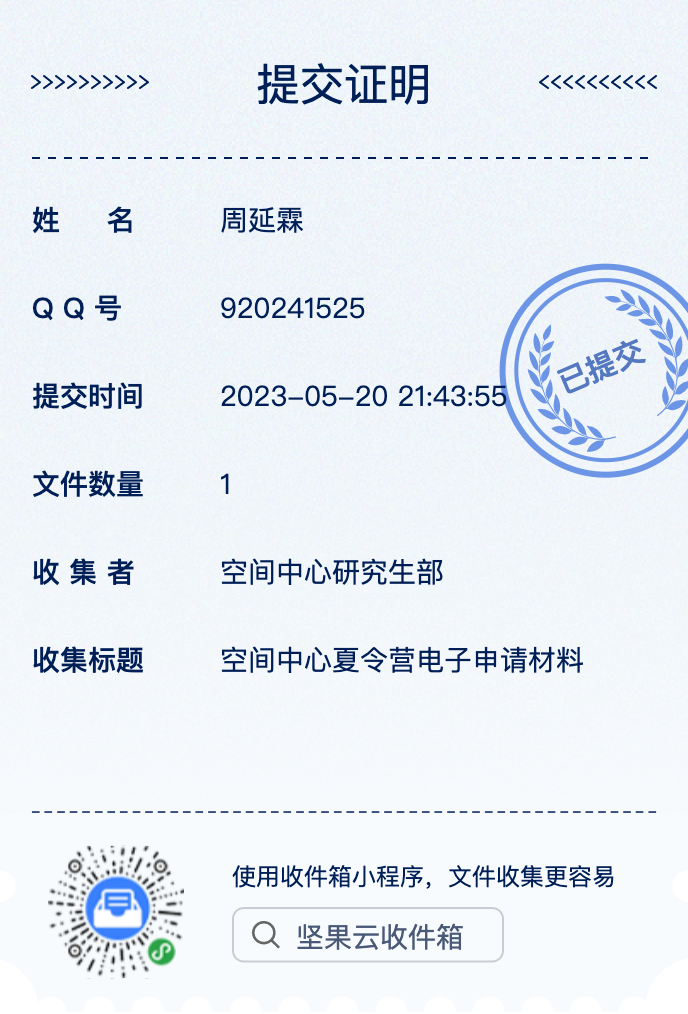 >>>>>>>>>> 提交证明 <<<<<<<<<<
姓 名 周延霖
Q Q 号 920241525
提交时间 2023-05-20 21:43:55
已提交
文件数量 1
收 集 者 空间中心研究生部
收集标题 空间中心夏令营电子申请材料
使用收件箱小程序，文件收集更容易
坚果云收件箱